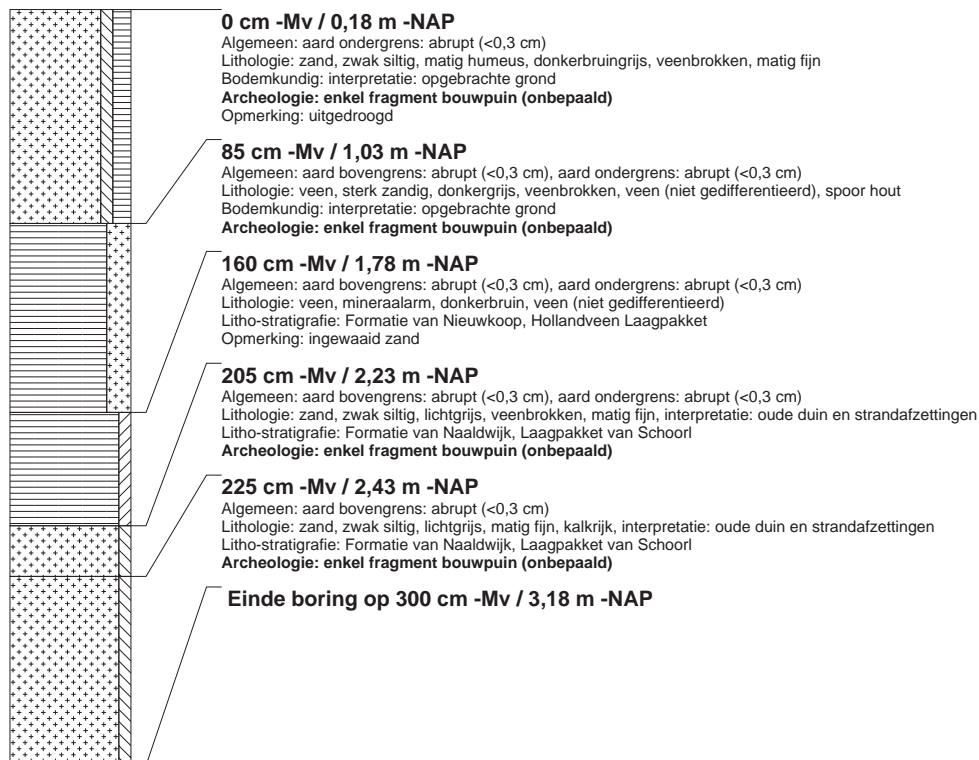 0 cm -Mv / 0,18 m -NAP
Algemeen: aard ondergrens: abrupt (<0,3 cm)
Lithologie: zand, zwak siltig, matig humeus, donkerbruingrijs, veenbrokken, matig fijn
Bodemkundig: interpretatie: opgebrachte grond
Archeologie: enkel fragment bouwpuin (onbepaald)
Opmerking: uitgedroogd
85 cm -Mv / 1,03 m -NAP
Algemeen: aard bovengrens: abrupt (<0,3 cm), aard ondergrens: abrupt (<0,3 cm)
Lithologie: veen, sterk zandig, donkergrijs, veenbrokken, veen (niet gedifferentieerd), spoor hout
Bodemkundig: interpretatie: opgebrachte grond
Archeologie: enkel fragment bouwpuin (onbepaald)
160 cm -Mv / 1,78 m -NAP
Algemeen: aard bovengrens: abrupt (<0,3 cm), aard ondergrens: abrupt (<0,3 cm)
Lithologie: veen, mineraalarm, donkerbruin, veen (niet gedifferentieerd)
Litho-stratigrafie: Formatie van Nieuwkoop, Hollandveen Laagpakket
Opmerking: ingewaaid zand
205 cm -Mv / 2,23 m -NAP
Algemeen: aard bovengrens: abrupt (<0,3 cm), aard ondergrens: abrupt (<0,3 cm)
Lithologie: zand, zwak siltig, lichtgrijs, veenbrokken, matig fijn, interpretatie: oude duin en strandafzettingen
Litho-stratigrafie: Formatie van Naaldwijk, Laagpakket van Schoorl
Archeologie: enkel fragment bouwpuin (onbepaald)
225 cm -Mv / 2,43 m -NAP
Algemeen: aard bovengrens: abrupt (<0,3 cm)
Lithologie: zand, zwak siltig, lichtgrijs, matig fijn, kalkrijk, interpretatie: oude duin en strandafzettingen
Litho-stratigrafie: Formatie van Naaldwijk, Laagpakket van Schoorl
Archeologie: enkel fragment bouwpuin (onbepaald)
Einde boring op 300 cm -Mv / 3,18 m -NAP